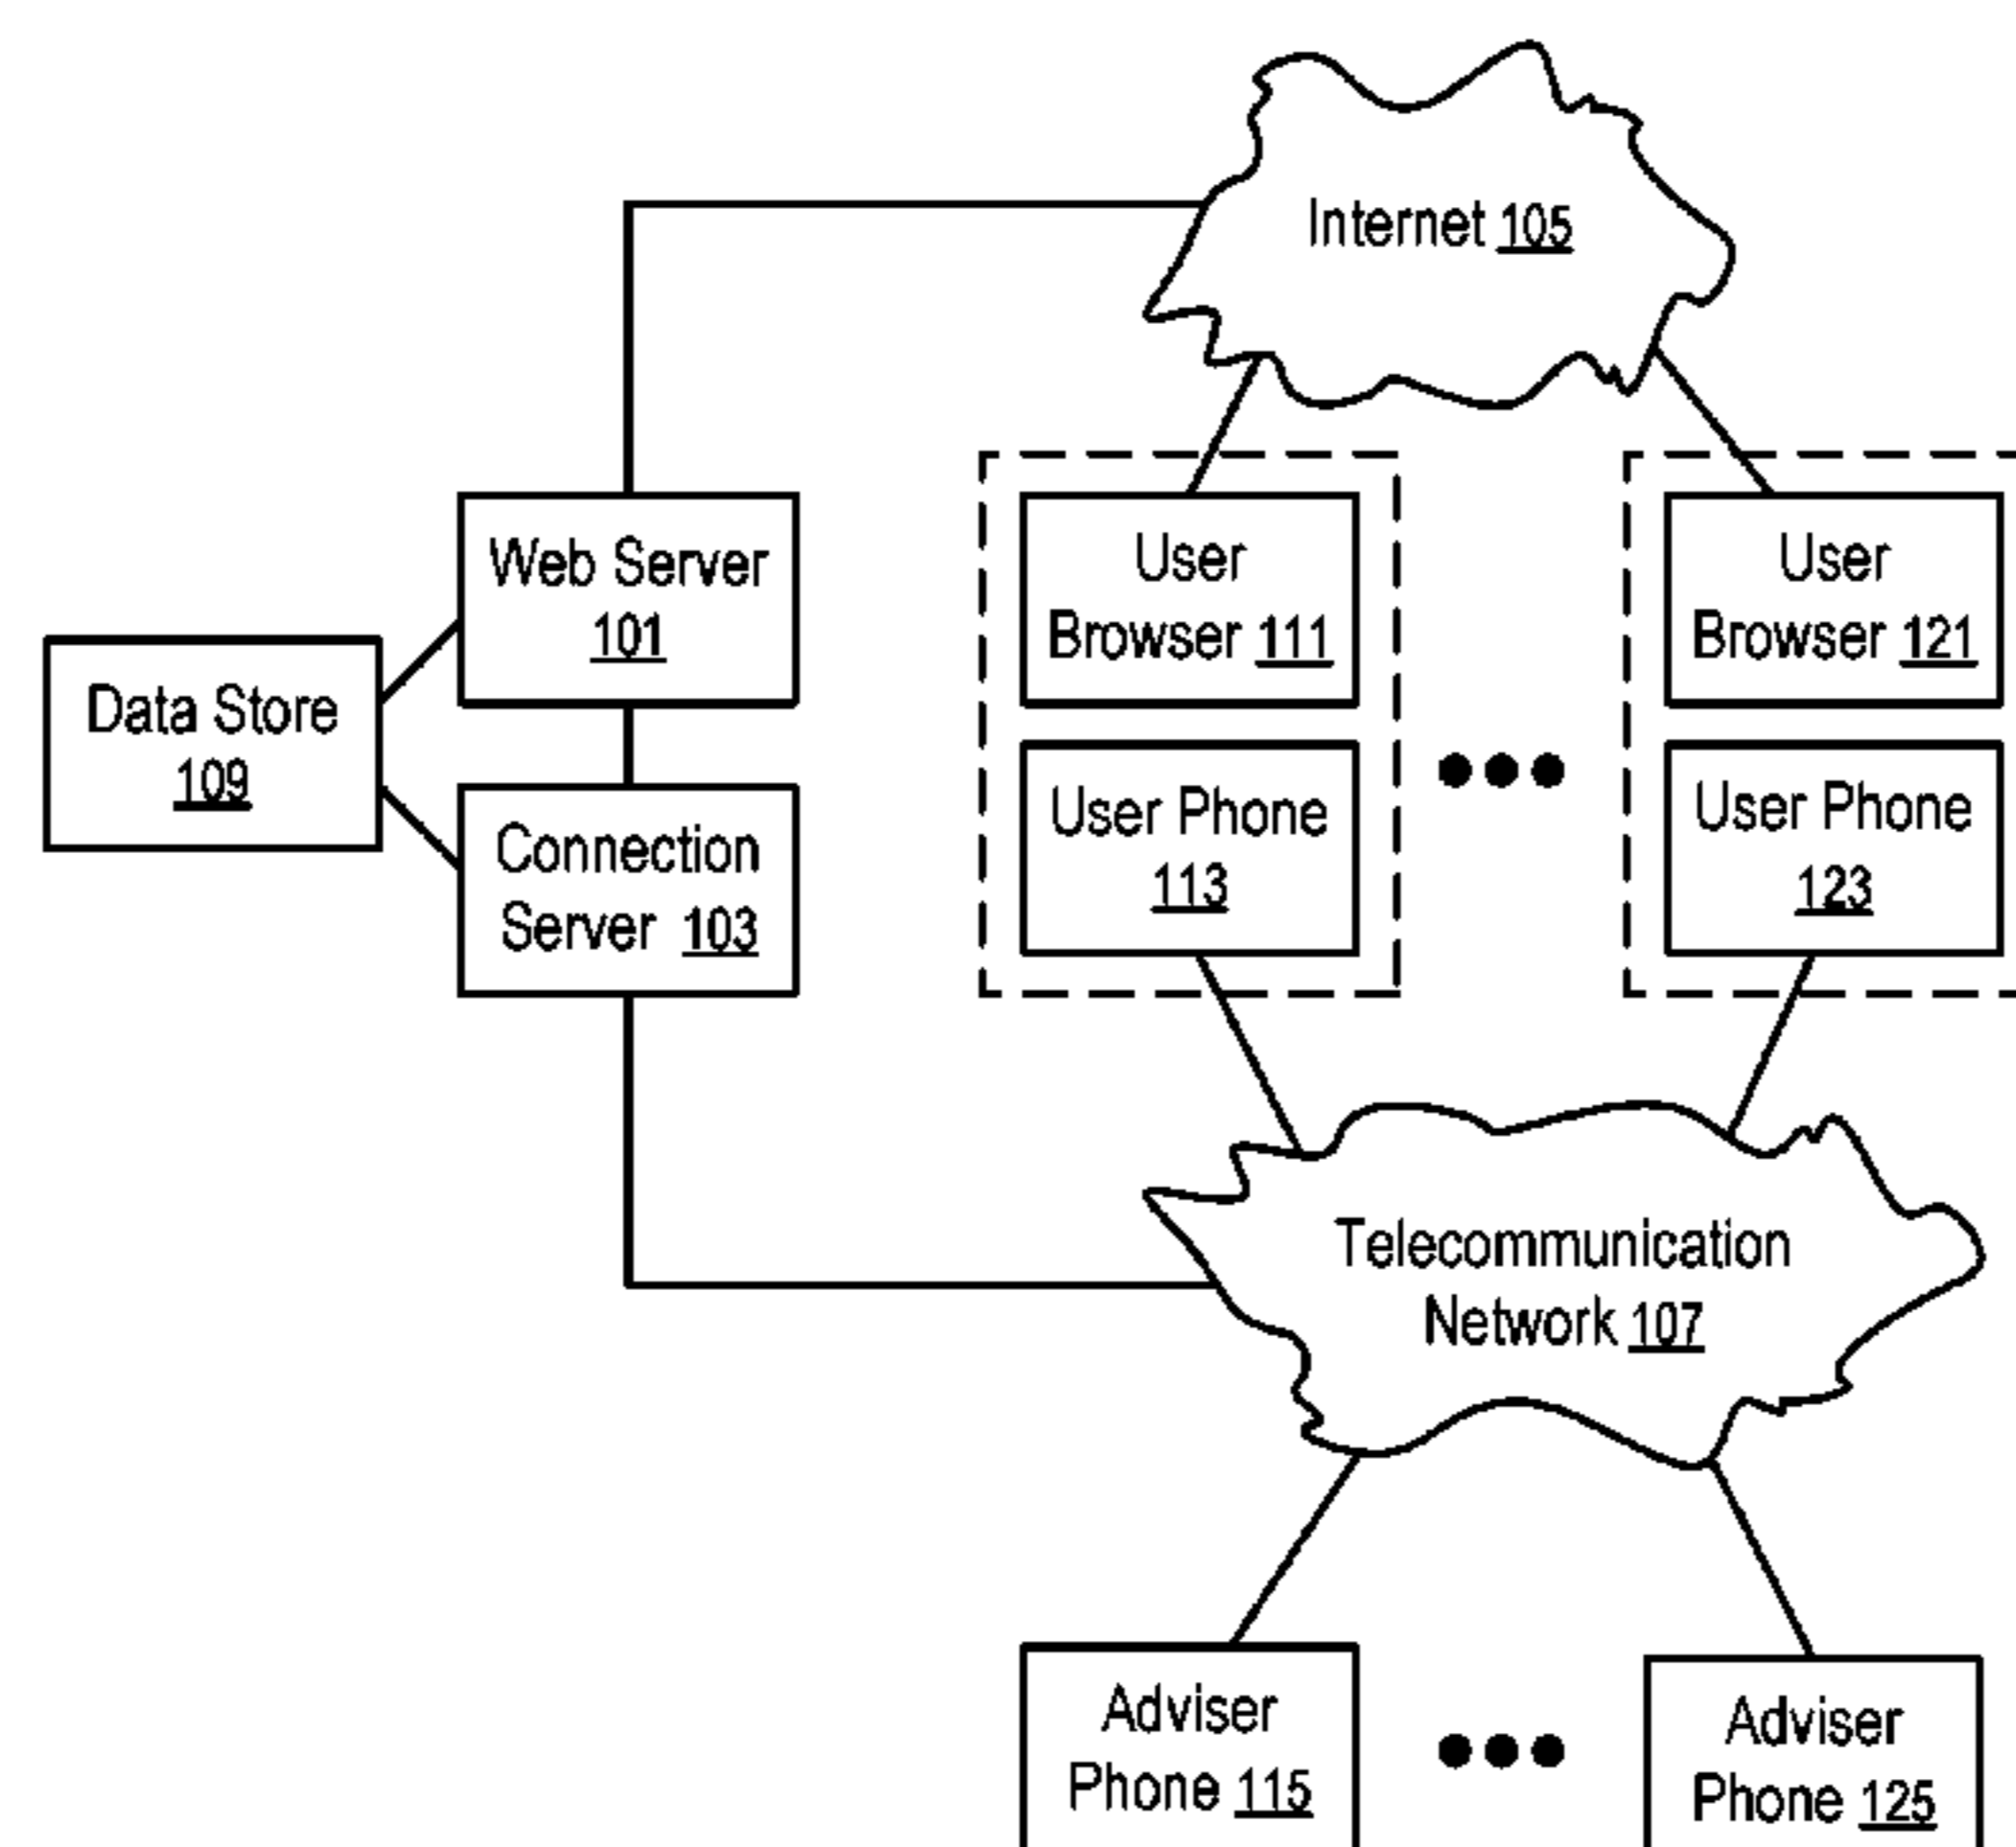 Internet 105
Web Server
101
Data Store
109
Connection
Server 103
User
Browser 111
User Phone
113
User
Browser 121
User Phone
123
Telecommunication
Network 107
Adviser
Phone 115
Adviser
Phone 125